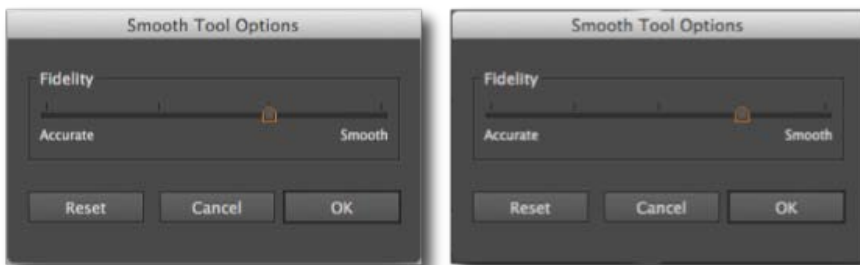 Smooth Tool Options
Fidelity
Accurate Smooth
Reset Cancel OK
Smooth Tool Options
Fidelity
Accurate Smooth
Reset Cancel OK